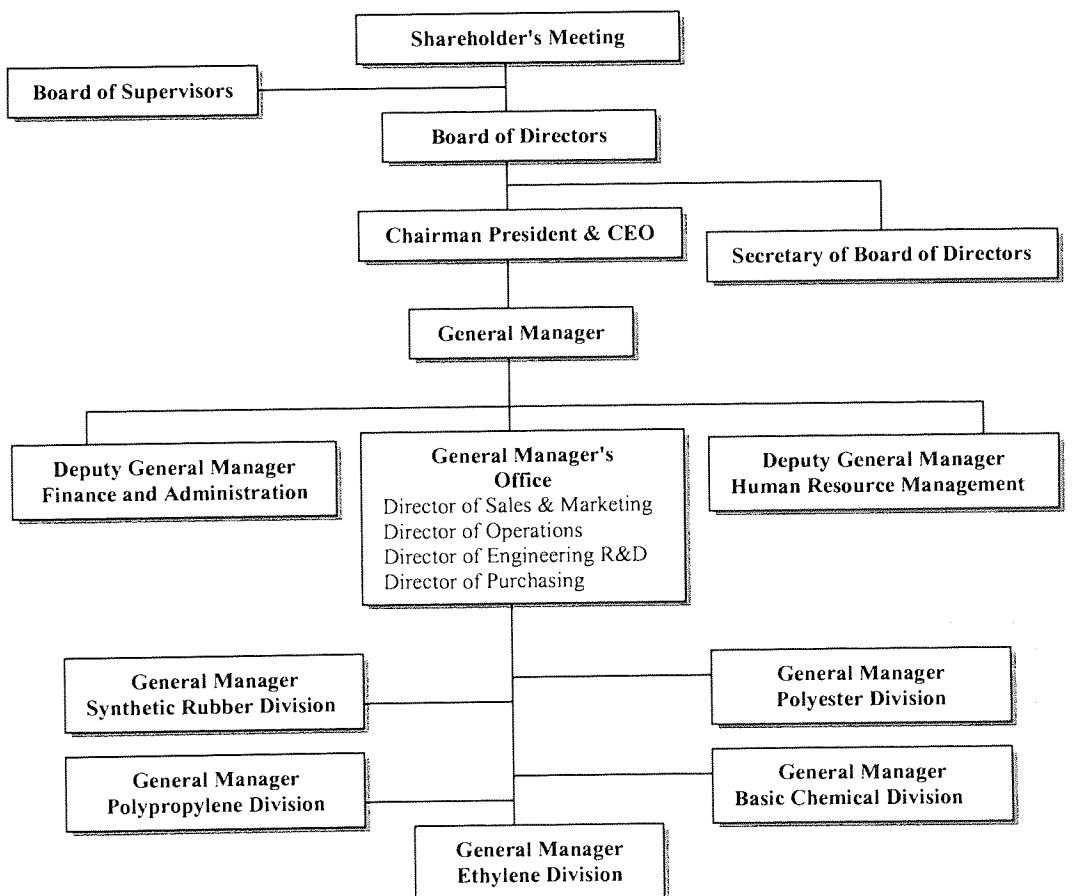 Shareholder's Meeting
Board of Supervisors
Board of Directors
Chairman President & CEO
Secretary of Board of Directors
General Manager
Deputy General Manager
Finance and Administration
General Manager's
Office
Director of Sales & Marketing
Director of Operations
Director of Engineering R&D
Director of Purchasing
Deputy General Manager
Human Resource Management
General Manager
Synthetic Rubber Division
General Manager
Polyester Division
General Manager
Polypropylene Division
General Manager
Basic Chemical Division
General Manager
Ethylene Division